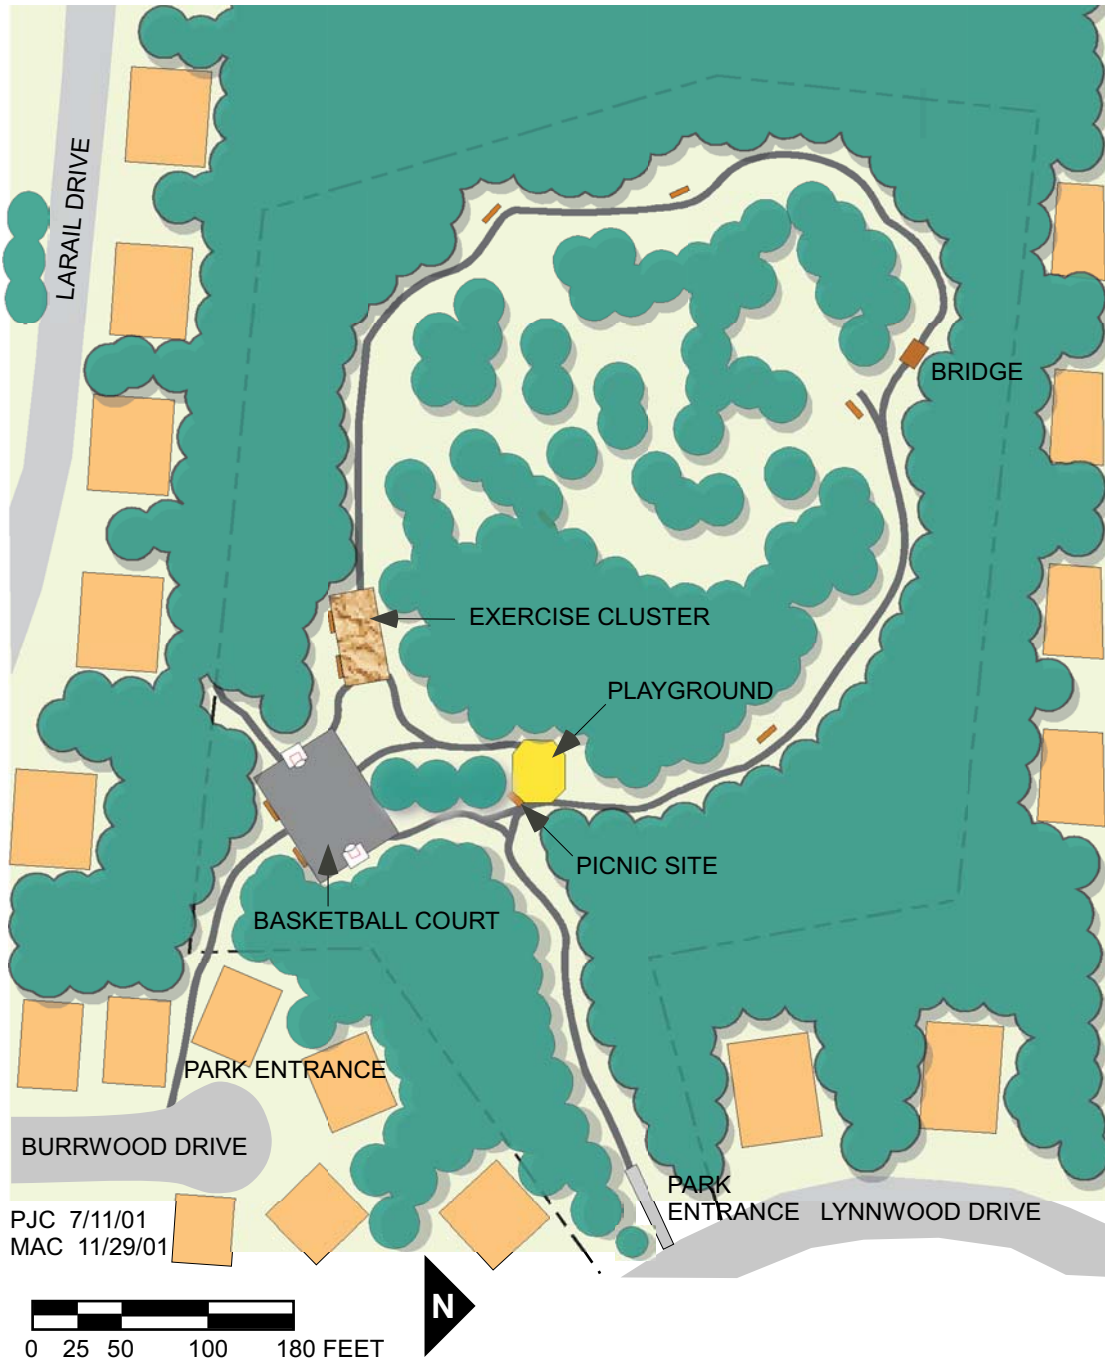 LARAIL DRIVE
BRIDGE
EXERCISE CLUSTER
PLAYGROUND
PICNIC SITE
BASKETBALL COURT
PARK ENTRANCE
BURRWOOD DRIVE
PARK
ENTRANCE
LYNNWOOD DRIVE
PJC 7/11/01
MAC 11/29/01
N
0 25 50 100 180 FEET